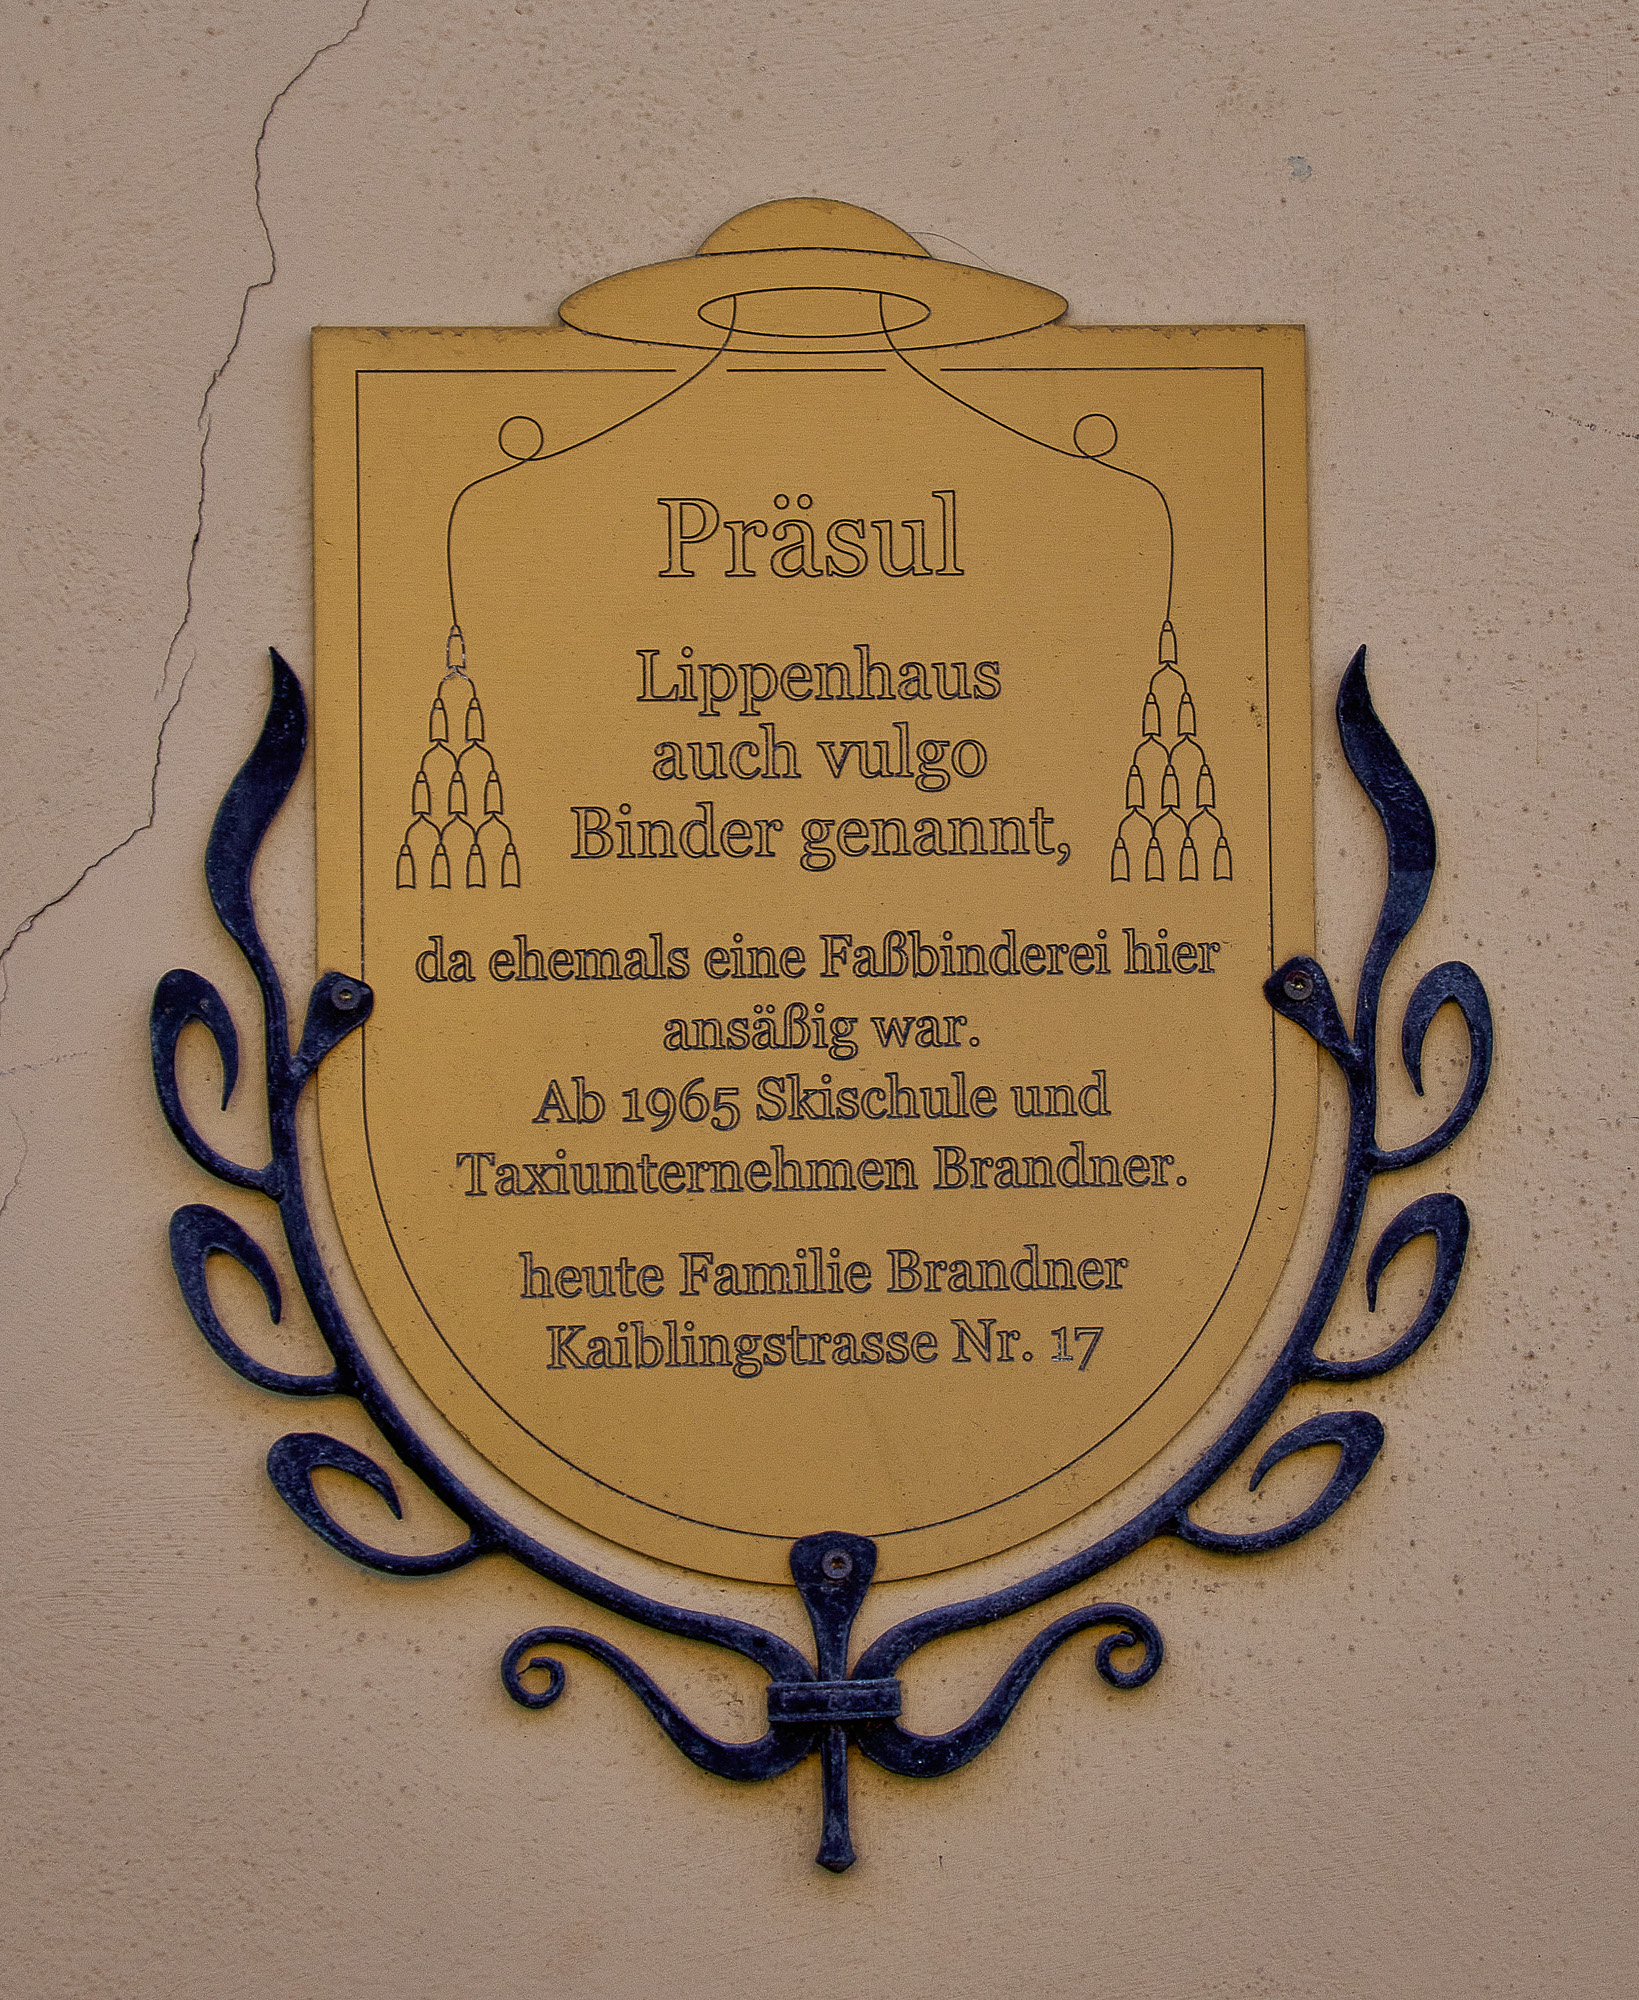 Präsul
Lippenhaus
auch vulgo
Binder genannt,
da ehemals eine Faßbinderei hier
ansäßig war.
Ab 1965 Skischule und
Taxiunternehmen Brandner.
heute Familie Brandner
Kaiblingstrasse Nr. 17